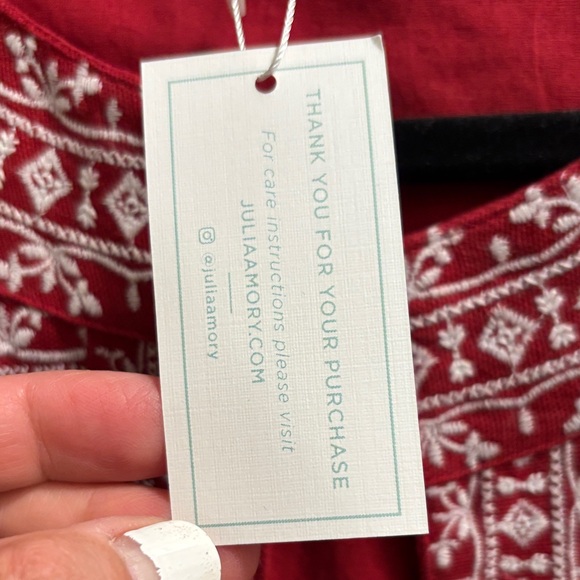 THANK YOU FOR YOUR PURCHASE
For care instructions please visit
JULIAAMORY.COM
@juliaamory